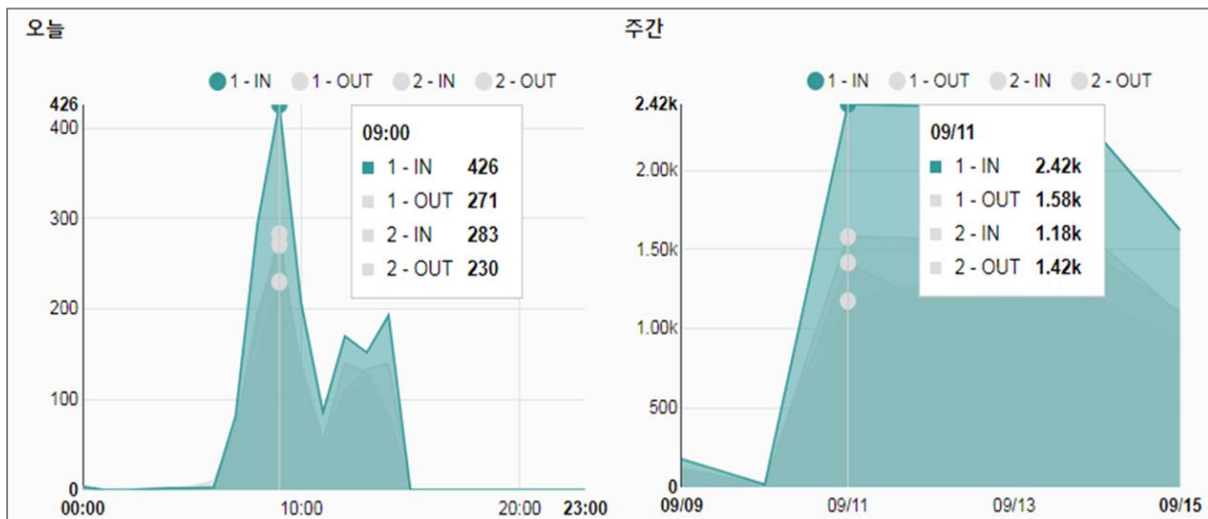 오늘
1 - IN 1 - OUT 2 - IN 2 - OUT
426
400
300
200
100
0
09:00
1 - IN 426
1 - OUT 271
2 - IN 283
2 - OUT 230
00:00 10:00 20:00 23:00
주간
1 - IN 1 - OUT 2 - IN 2 - OUT
2.42k
2.00k
1.50k
1.00k
500
0
09/11
1 - IN 2.42k
1 - OUT 1.58k
2 - IN 1.18k
2 - OUT 1.42k
09/09 09/11 09/13 09/15